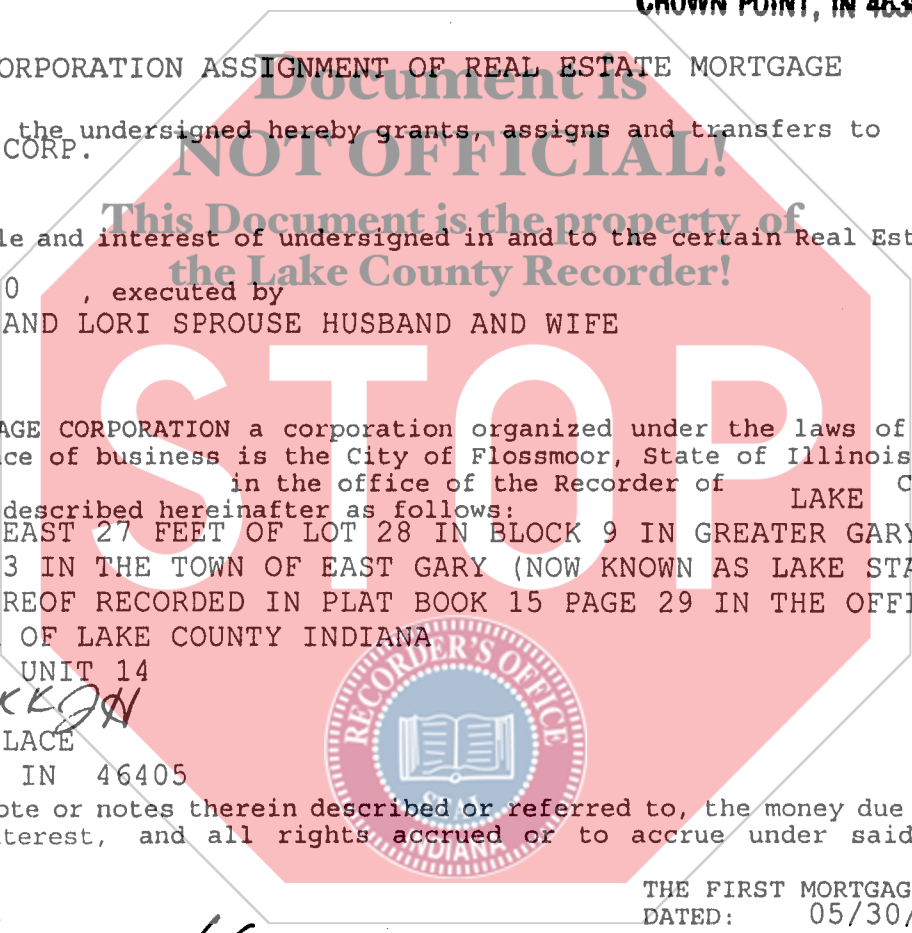 CROWN POINT, IN
ORPORATION ASSIGNMENT OF REAL ESTATE MORTGAGE
Document is
the undersigned hereby grants, assigns and transfers to
CORP.
NOT OFFICIAL!
This Document is the property of
le and interest of undersigned in and to the certain Real Est
the Lake County Recorder!
0 , executed by
AND LORI SPROUSE HUSBAND AND WIFE
STOP
AGE CORPORATION a corporation organized under the laws of
ce of business is the City of Flossmoor, State of Illinois
in the office of the Recorder of LAKE C
described hereinafter as follows:
EAST 27 FEET OF LOT 28 IN BLOCK 9 IN GREATER GARY
3 IN THE TOWN OF EAST GARY (NOW KNOWN AS LAKE STA
REOF RECORDED IN PLAT BOOK 15 PAGE 29 IN THE OFFI
OF LAKE COUNTY INDIANA
UNIT 14
RECORDER'S OFFICE
SEAL
INDIANA
LACE
IN 46405
ote or notes therein described or referred to, the money due
terest, and all rights accrued or to accrue under said
THE FIRST MORTGAG
DATED: 05/30/